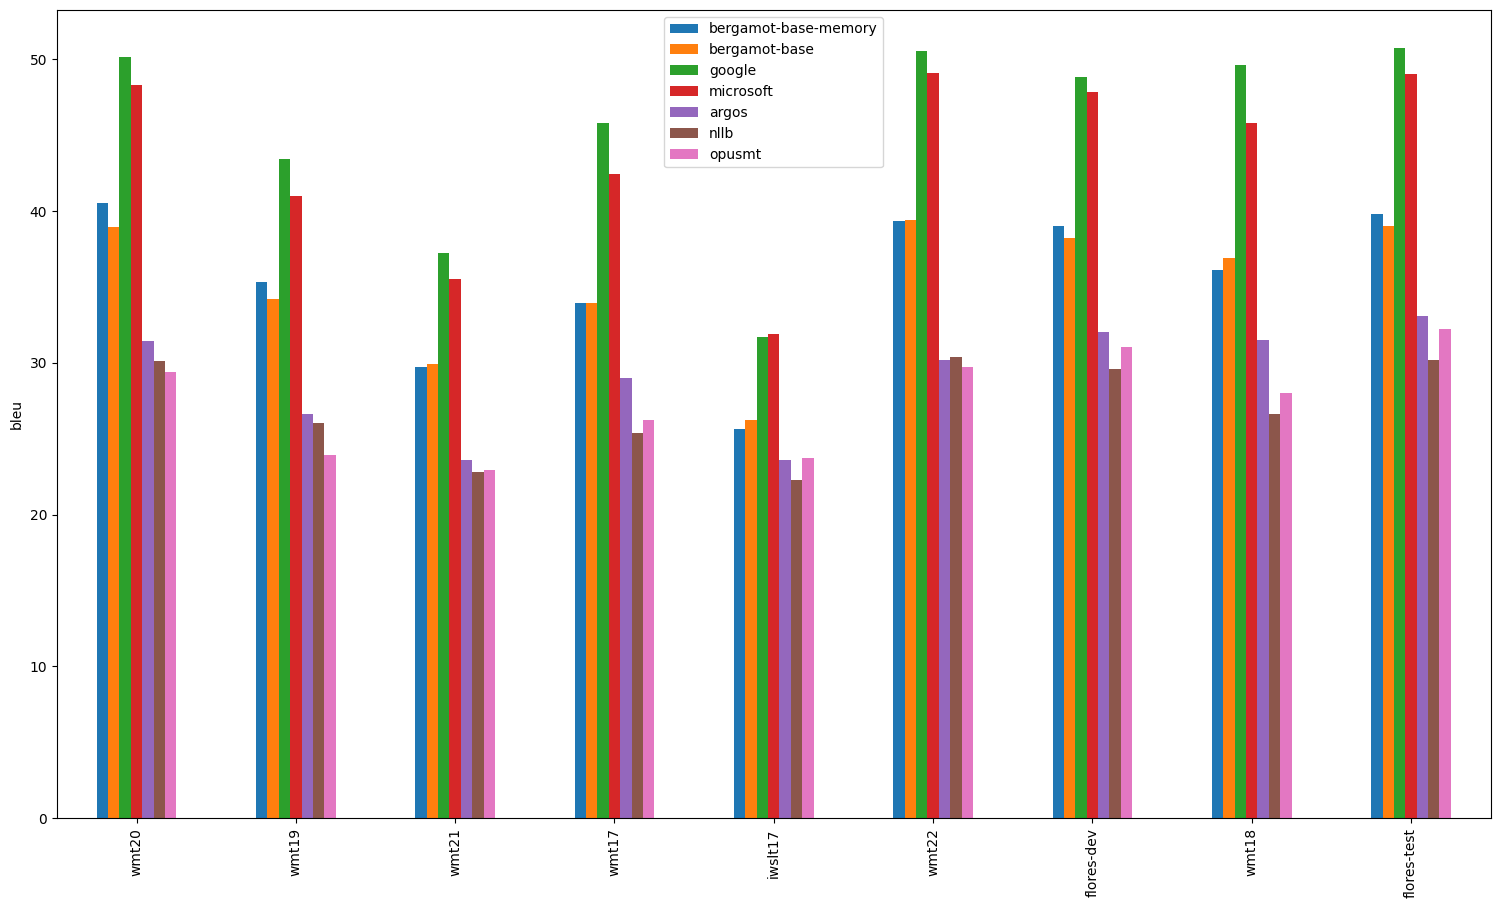 bergamot-base-memory
bergamot-base
google
microsoft
argos
nllb
opusmt
50
40
30
20
10
0
bleu
wmt20
wmt19
wmt21
wmt17
iwslt17
wmt22
flores-dev
wmt18
flores-test